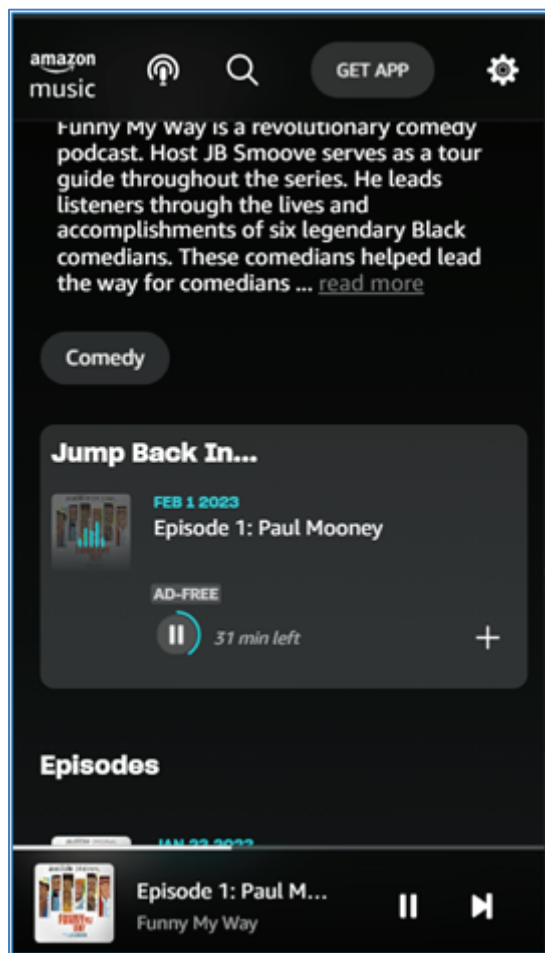 amazon
music
GET APP
Funny My Way is a revolutionary comedy
podcast. Host JB Smoove serves as a tour
guide throughout the series. He leads
listeners through the lives and
accomplishments of six legendary Black
comedians. These comedians helped lead
the way for comedians ... read more
Comedy
Jump Back In...
FEB 1 2023
Episode 1: Paul Mooney
AD-FREE
31 min left
Episodes
Episode 1: Paul M...
Funny My Way